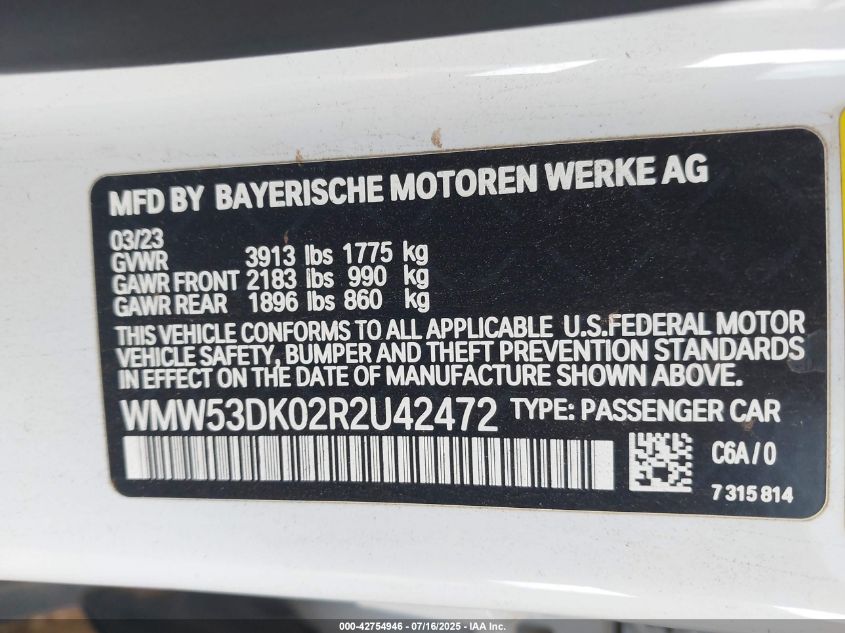 MFD BY BAYERISCHE MOTOREN WERKE AG
03/23
GVWR 3913 lbs 1775 kg
GAWR FRONT 2183 lbs 990 kg
GAWR REAR 1896 lbs 860 kg
THIS VEHICLE CONFORMS TO ALL APPLICABLE U.S.FEDERAL MOTOR
VEHICLE SAFETY, BUMPER AND THEFT PREVENTION STANDARDS
IN EFFECT ON THE DATE OF MANUFACTURE SHOWN ABOVE.
WMW53DK02R2U42472 TYPE: PASSENGER CAR
C6A/0
7 315 814
000-42754946 - 07/16/2025 - IAA Inc.